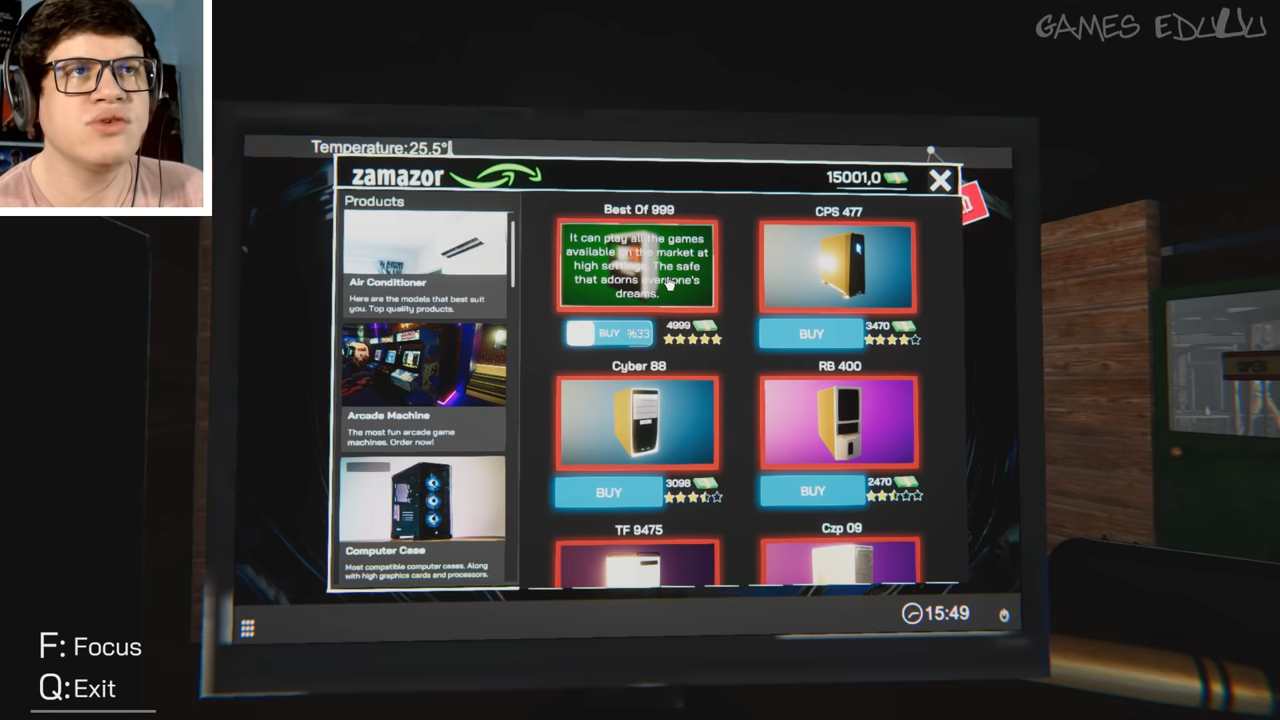 GAMES EDUUU
Temperature:25.5°
zamazor
15001,0
Products
Air Conditioner
Here are the models that best suit
you. Top quality products.
Arcade Machine
The most fun arcade game
machines. Order now!
Computer Case
Most compatible computer cases. Along
with high graphics cards and processors.
Best Of 999
It can play all the games
available on the market at
high settings. The safe
that adorns everyone's
dreams.
BUY %33
4999
CPS 477
BUY
3470
Cyber 88
BUY
3098
RB 400
BUY
2470
TF 9475
Czp 09
15:49
OPEN
F: Focus
Q: Exit